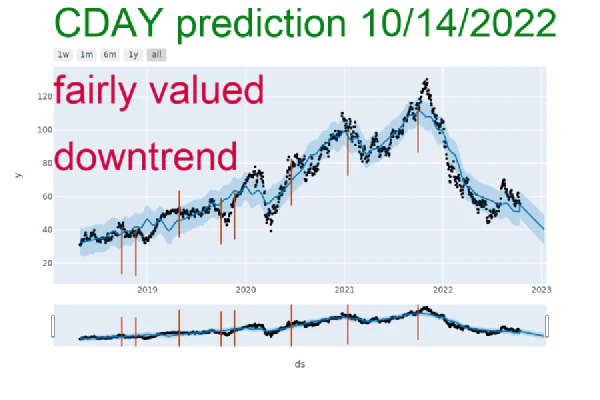 CDAY prediction 10/14/2022
1w 1m 6m 1y all
fairly valued
downtrend
120
100
80
60
40
20
y
2019 2020 2021 2022 2023
ds